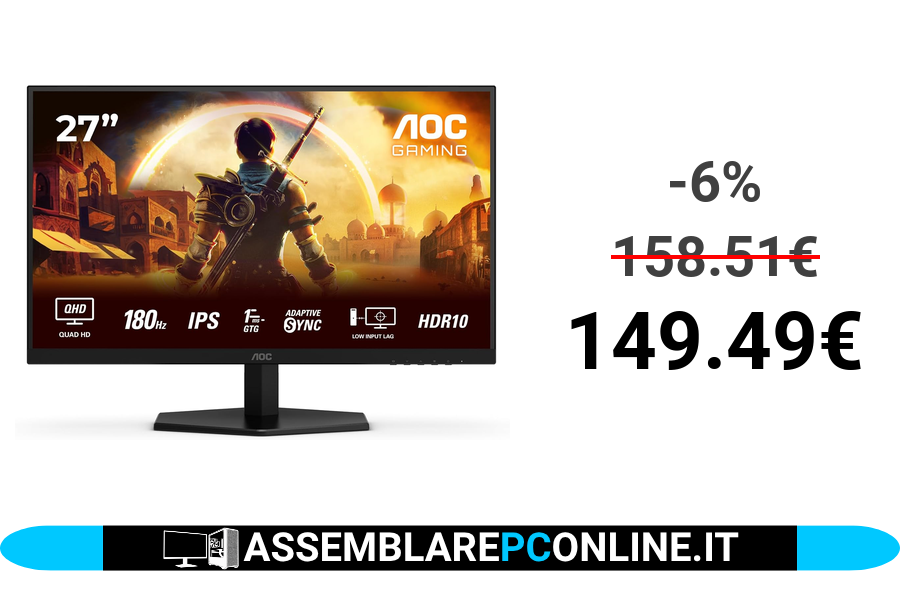 27”
AOC
GAMING
QHD
QUAD HD
180Hz
IPS
1ms
GTG
ADAPTIVE
SYNC
LOW INPUT LAG
HDR10
AOC
-6%
158.51€
149.49€
ASSEMBLAREPCONLINE.IT